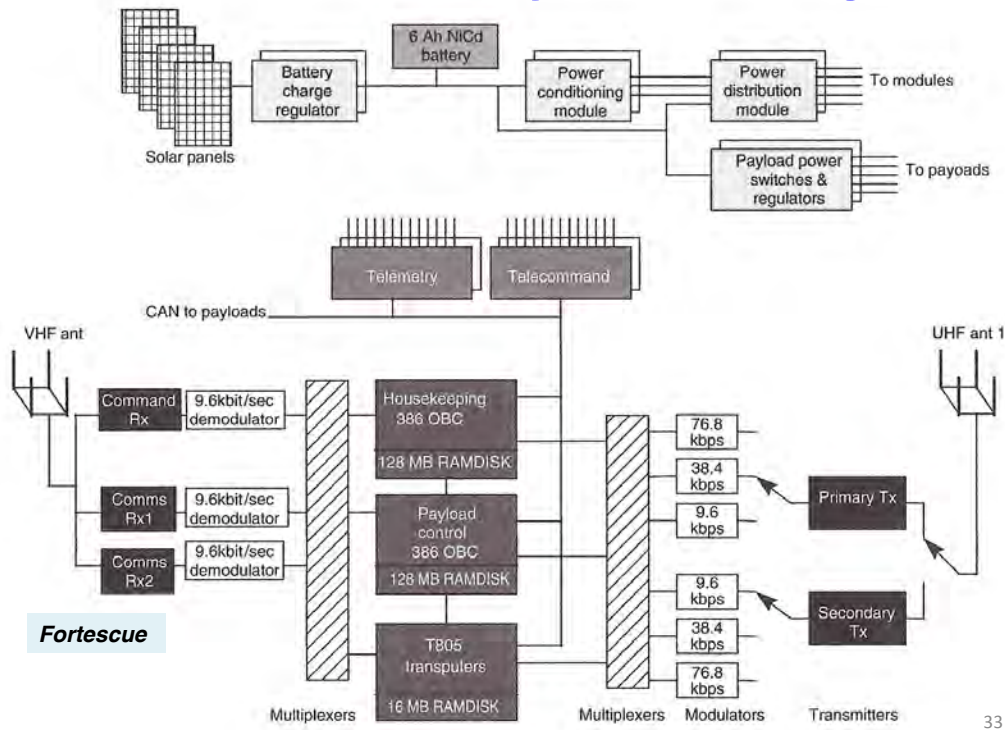 6 Ah NiCd
battery
Battery
charge
regulator
Power
conditioning
module
Power
distribution
module
To modules
Solar panels
Payload power
switches &
regulators
To payoads
Telemetry
Telecommand
CAN to payloads
VHF ant
UHF ant 1
Command
Rx
9.6kbit/sec
demodulator
Housekeeping
386 OBC
128 MB RAMDISK
76.8
kbps
38.4
kbps
Primary Tx
Comms
Rx1
9.6kbit/sec
demodulator
Payload
control
386 OBC
128 MB RAMDISK
9.6
kbps
Comms
Rx2
9.6kbit/sec
demodulator
9.6
kbps
Secondary
Tx
Fortescue
T805
transputers
16 MB RAMDISK
38.4
kbps
76.8
kbps
Multiplexers
Multiplexers
Modulators
Transmitters
33